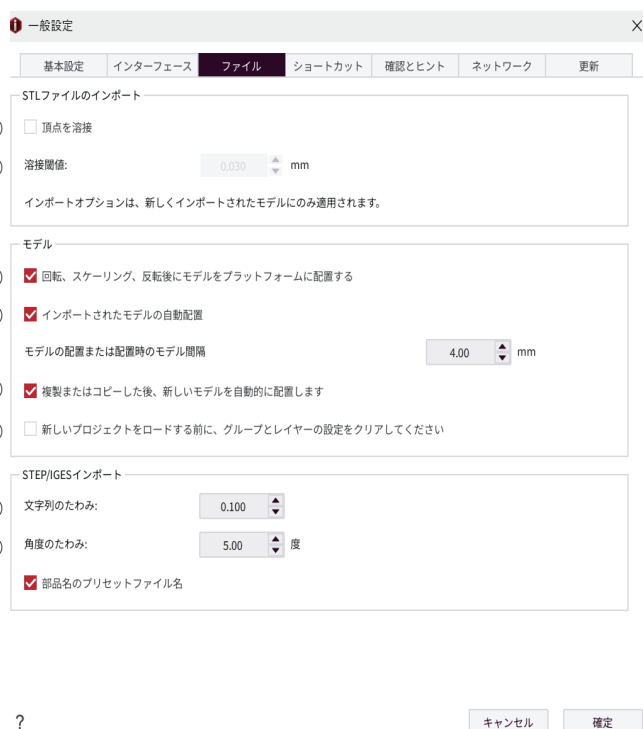 一般設定
X
基本設定 インターフェース ファイル ショートカット 確認とヒント ネットワーク 更新
STLファイルのインポート
) 頂点を溶接
) 溶接閾値: 0.030 mm
インポートオプションは、新しくインポートされたモデルにのみ適用されます。
モデル
) 回転、スケーリング、反転後にモデルをプラットフォームに配置する
) インポートされたモデルの自動配置
モデルの配置または配置時のモデル間隔 4.00 mm
) 複製またはコピーした後、新しいモデルを自動的に配置します
) 新しいプロジェクトをロードする前に、グループとレイヤーの設定をクリアしてください
STEP/IGESインポート
) 文字列のたわみ: 0.100
) 角度のたわみ: 5.00 度
部品名のプリセットファイル名
? キャンセル 確定